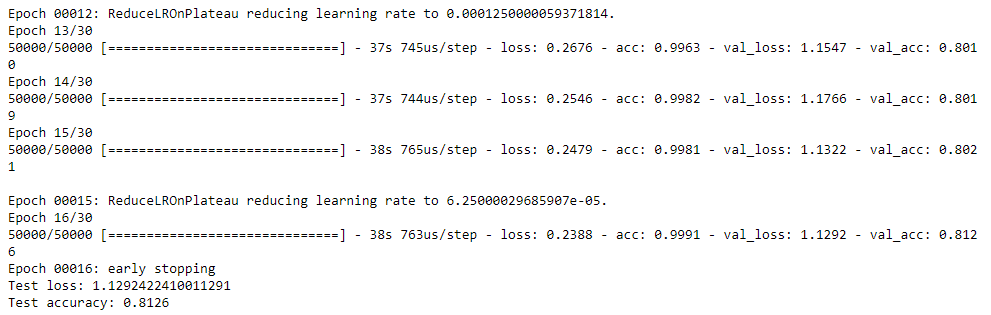 Epoch 00012: ReduceLROnPlateau reducing learning rate to 0.0001250000059371814.
Epoch 13/30
50000/50000 [==============================] - 37s 745us/step - loss: 0.2676 - acc: 0.9963 - val_loss: 1.1547 - val_acc: 0.801
0
Epoch 14/30
50000/50000 [==============================] - 37s 744us/step - loss: 0.2546 - acc: 0.9982 - val_loss: 1.1766 - val_acc: 0.801
9
Epoch 15/30
50000/50000 [==============================] - 38s 765us/step - loss: 0.2479 - acc: 0.9981 - val_loss: 1.1322 - val_acc: 0.802
1

Epoch 00015: ReduceLROnPlateau reducing learning rate to 6.25000029685907e-05.
Epoch 16/30
50000/50000 [==============================] - 38s 763us/step - loss: 0.2388 - acc: 0.9991 - val_loss: 1.1292 - val_acc: 0.812
6
Epoch 00016: early stopping
Test loss: 1.1292422410011291
Test accuracy: 0.8126